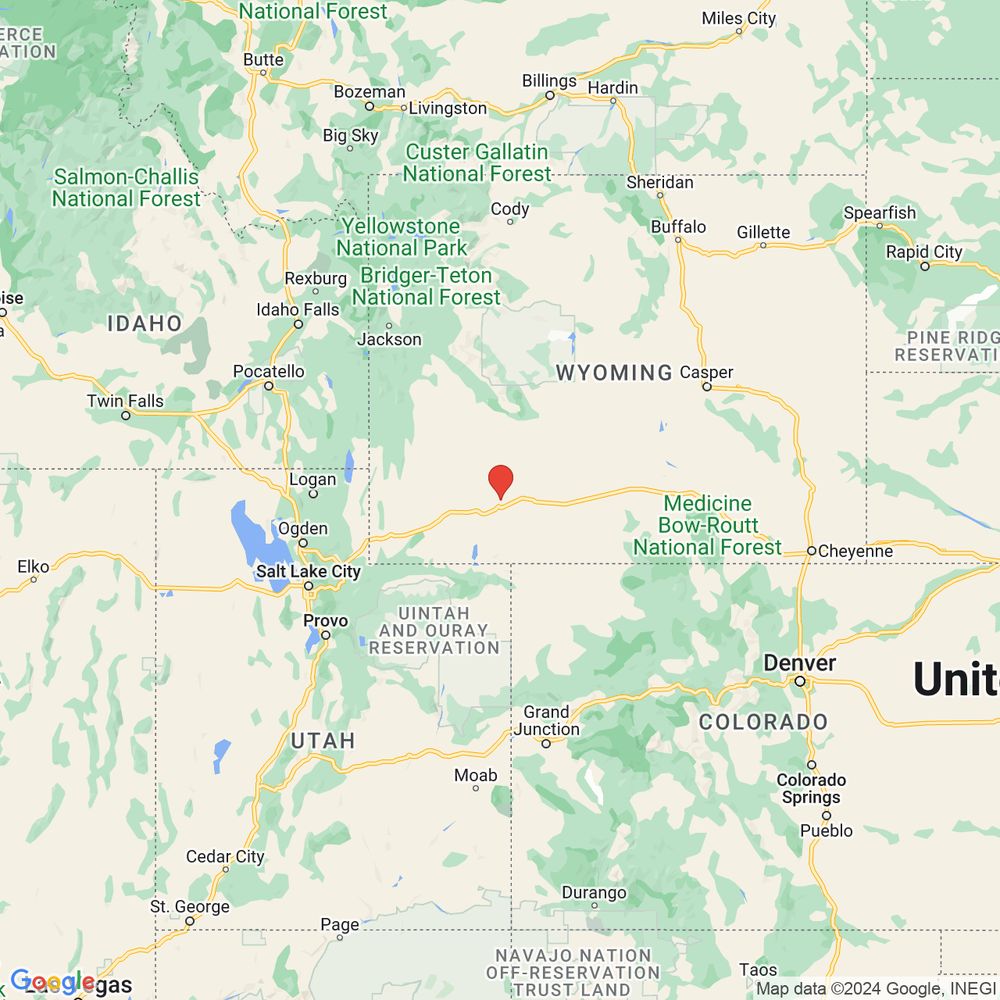 National Forest
Miles City
ERCE
ATION
Butte
Billings
Hardin
Bozeman
Livingston
Big Sky
Custer Gallatin
National Forest
Salmon-Challis
National Forest
Sheridan
Cody
Spearfish
Yellowstone
National Park
Buffalo
Gillette
Rapid City
Bridger-Teton
National Forest
Rexburg
oise
a
Idaho Falls
IDAHO
Jackson
PINE RIDG
RESERVATI
Pocatello
WYOMING
Casper
Twin Falls
Logan
Medicine
Bow-Routt
National Forest
Ogden
Cheyenne
Elko
Salt Lake City
Provo
UINTAH
AND OURAY
RESERVATION
Denver
Unite
Grand
Junction
COLORADO
UTAH
Moab
Colorado
Springs
Pueblo
Cedar City
Durango
St. George
Page
NAVAJO NATION
OFF-RESERVATION
TRUST LAND
Taos
Google
k
Las Vegas
Map data ©2024 Google, INEGI